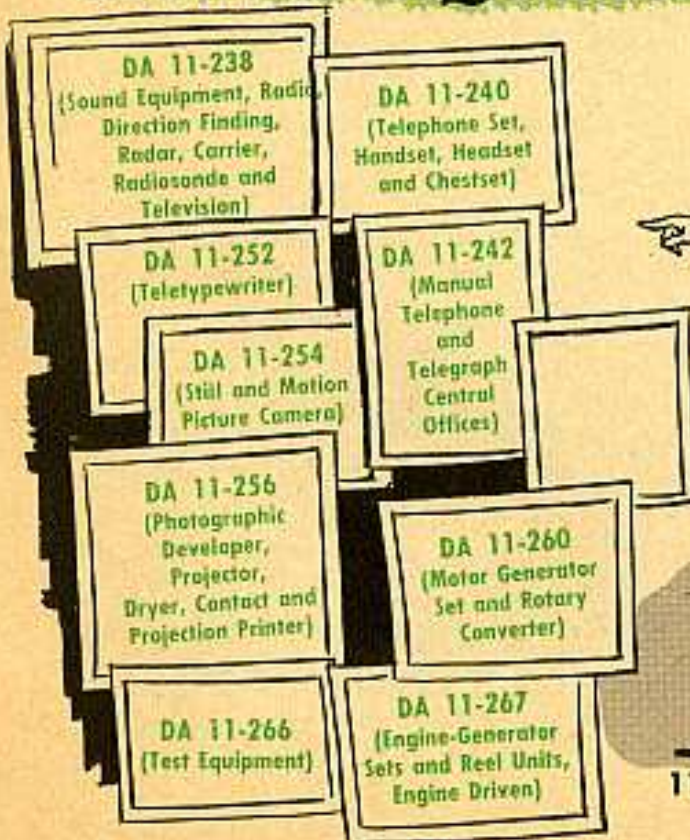 DA 11-238
(Sound Equipment, Radio,
Direction Finding,
Radar, Carrier,
Radiosonde and
Television)
DA 11-240
(Telephone Set,
Handset, Headset
and Chestset)
DA 11-252
(Teletypewriter)
DA 11-242
(Manual
Telephone
and
Telegraph
Central
Offices)
DA 11-254
(Still and Motion
Picture Camera)
DA 11-256
(Photographic
Developer,
Projector,
Dryer, Contact and
Projection Printer)
DA 11-260
(Motor Generator
Set and Rotary
Converter)
DA 11-266
(Test Equipment)
DA 11-267
(Engine-Generator
Sets and Reel Units,
Engine Driven)